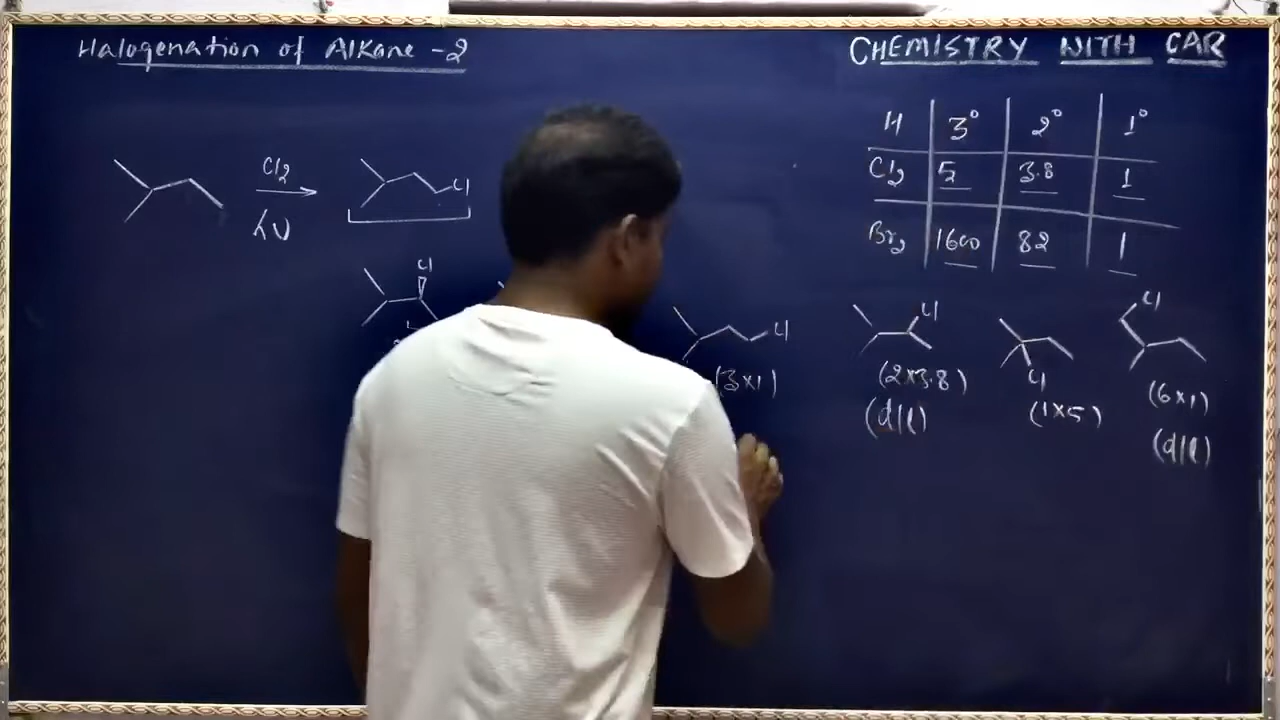 Halogenation of Alkane -2
CHEMISTRY WITH CAR
H 3° 2° 1°
Cl2 5 3.8 1
Br2 1600 82 1
Cl2
hν
Cl
Cl
Cl
(3×1)
Cl
(2×3.8)
(d|l)
Cl
(1×5)
Cl
(6×1)
(d|l)